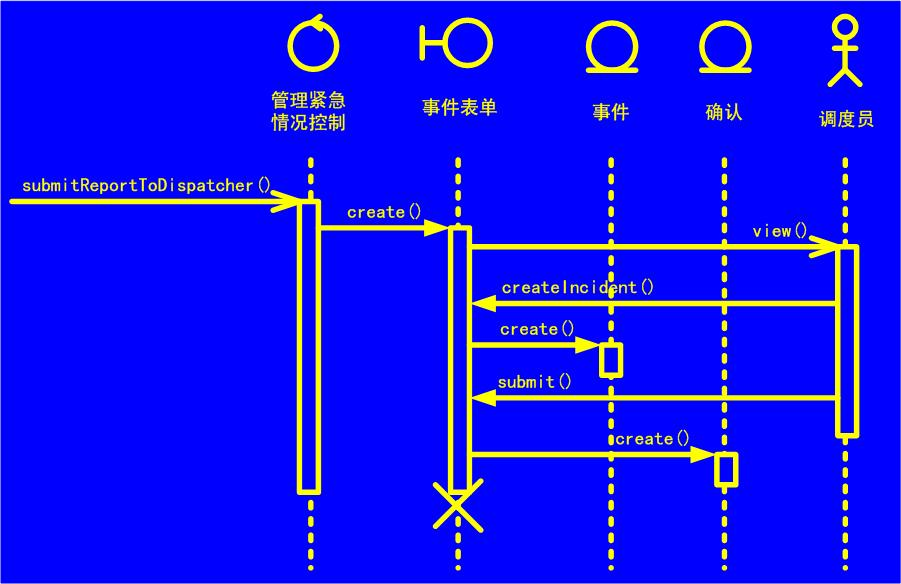 管理紧急
情况控制
事件表单
事件
确认
调度员
submitReportToDispatcher()
create()
view()
createIncident()
create()
submit()
create()